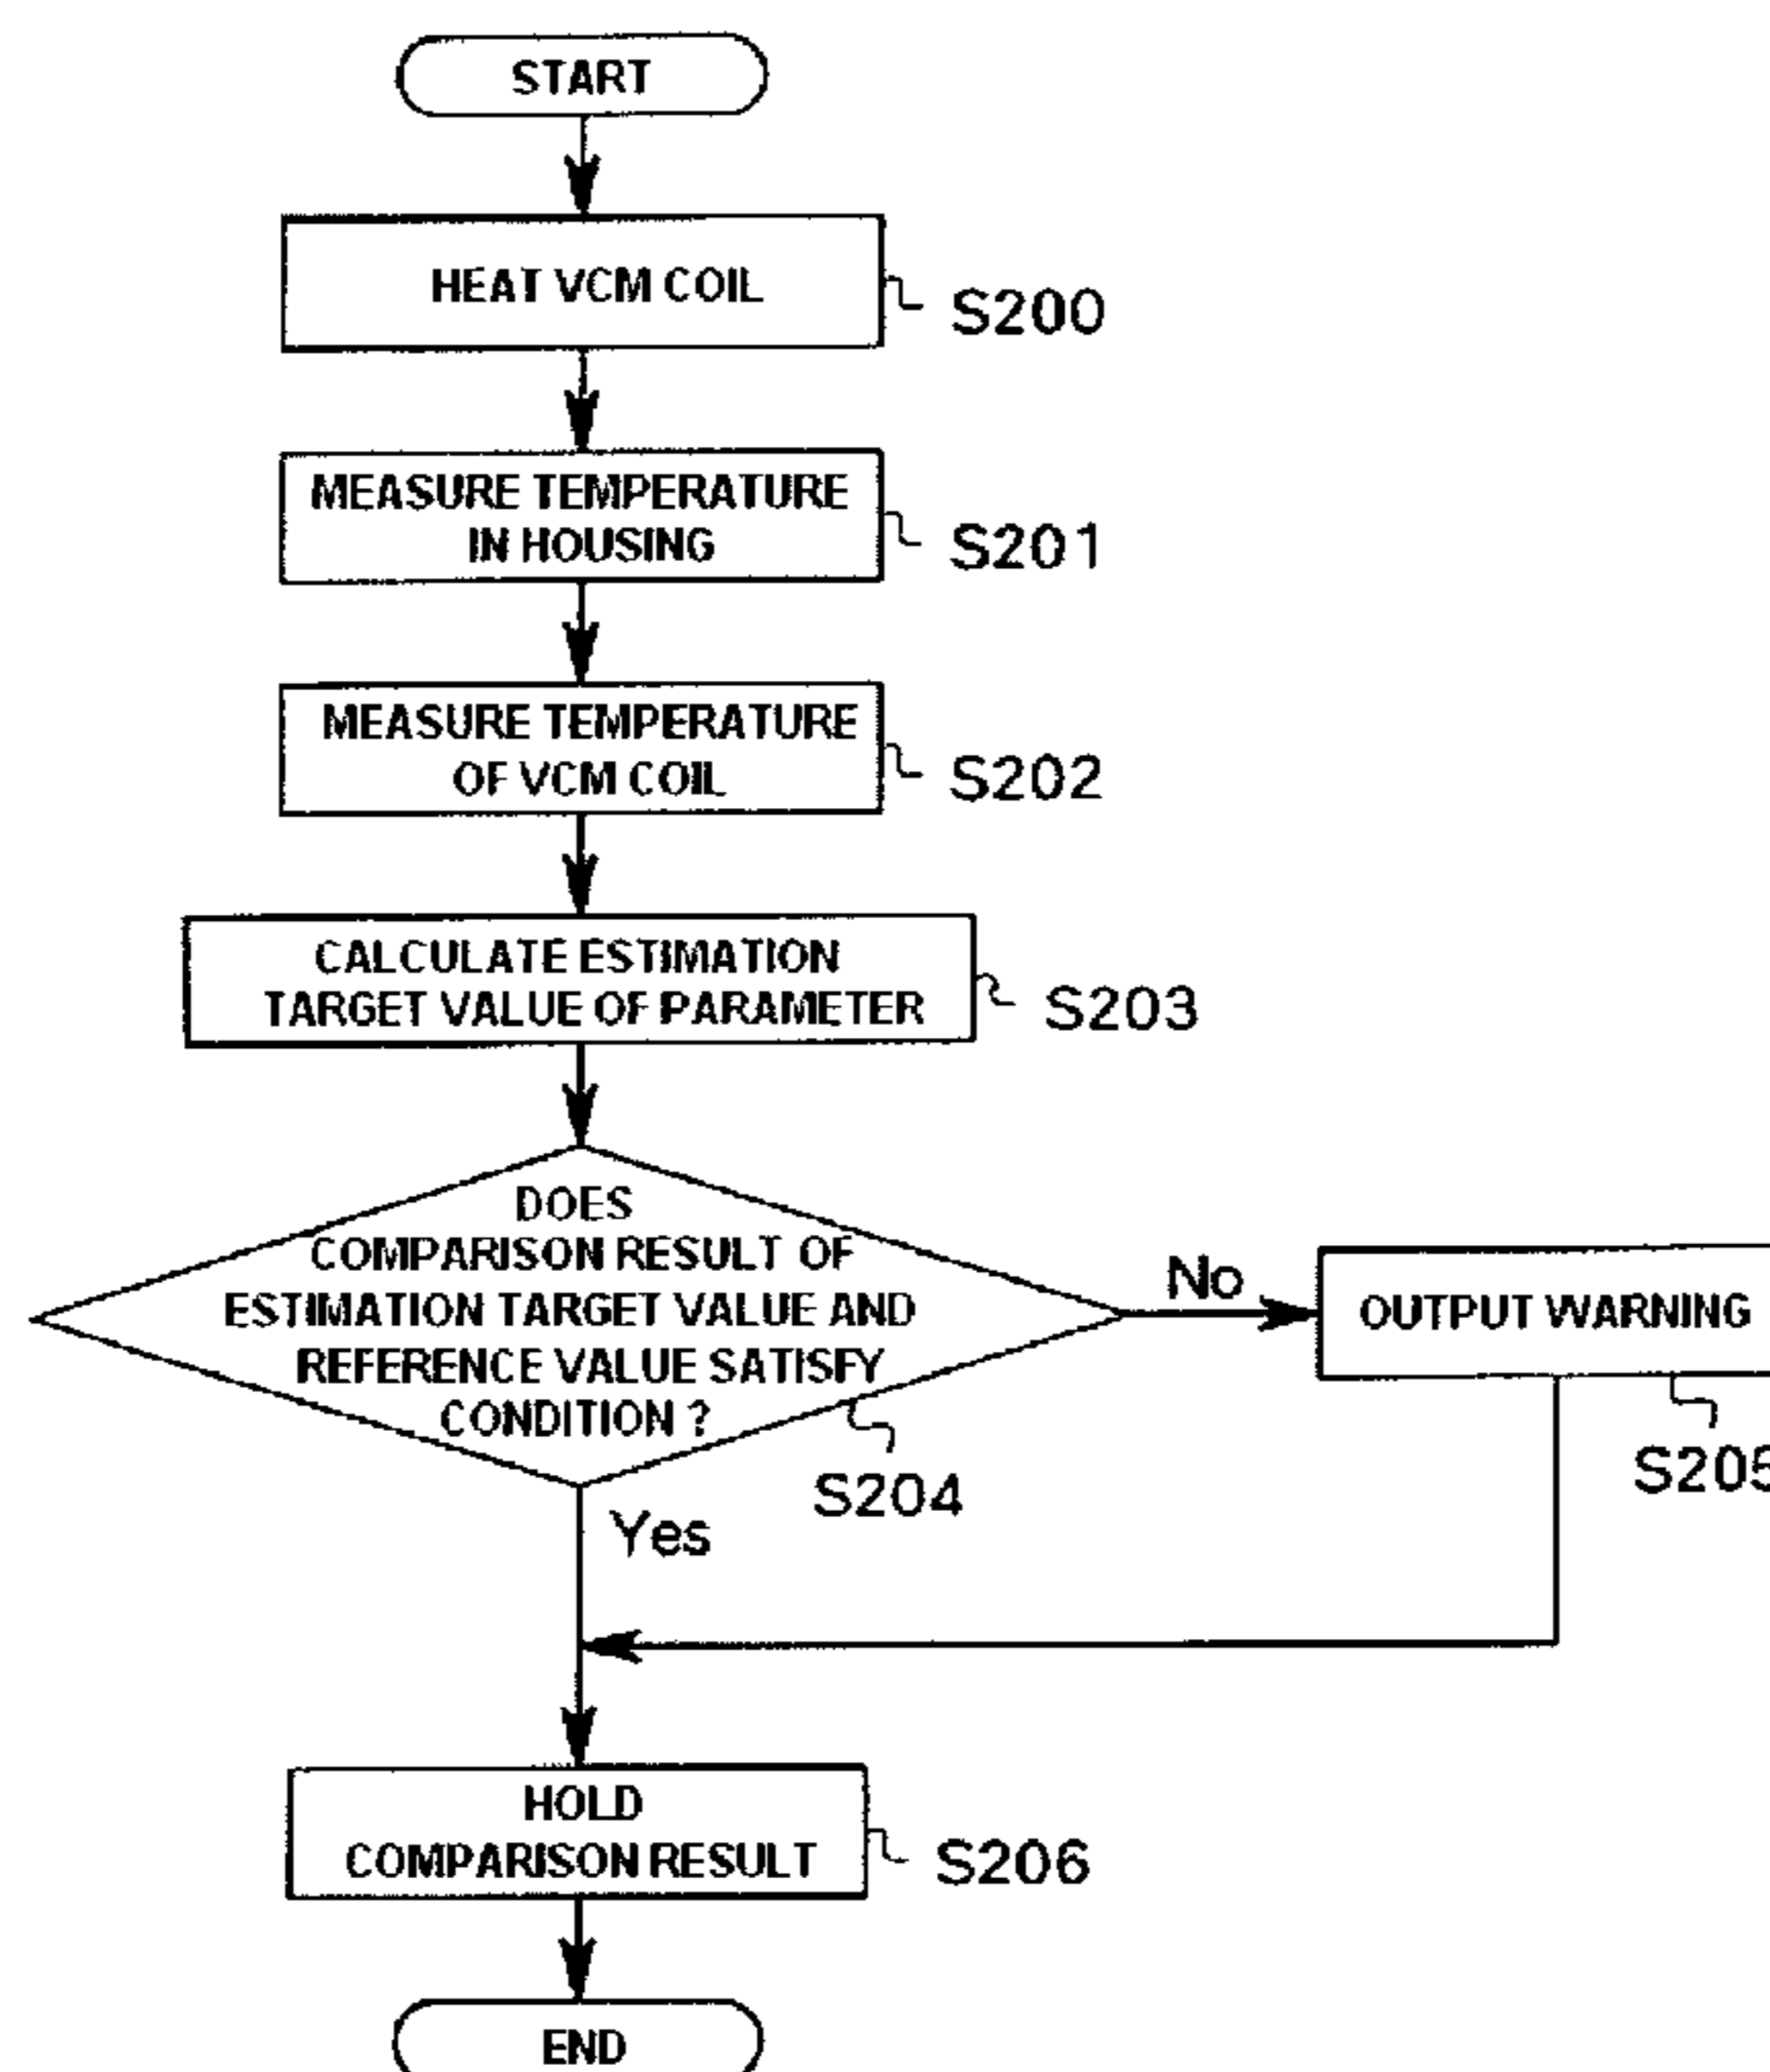 START
HEAT VCM COIL
S200
MEASURE TEMPERATURE
IN HOUSING
S201
MEASURE TEMPERATURE
OF VCM COIL
S202
CALCULATE ESTIMATION
TARGET VALUE OF PARAMETER
S203
DOES
COMPARISON RESULT OF
ESTIMATION TARGET VALUE AND
REFERENCE VALUE SATISFY
CONDITION ?
S204
No
OUTPUT WARNING
S205
Yes
HOLD
COMPARISON RESULT
S206
END